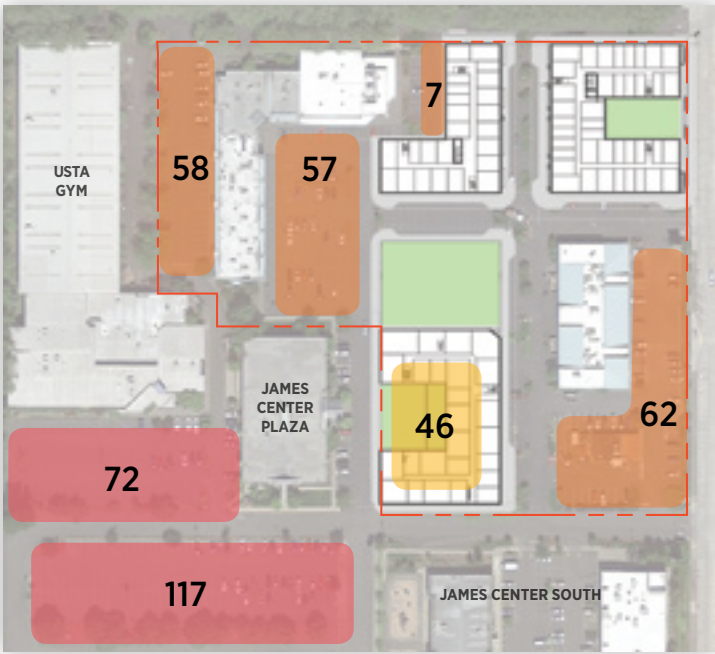 7
58
57
USTA
GYM
JAMES
CENTER
PLAZA
46
62
72
117
JAMES CENTER SOUTH